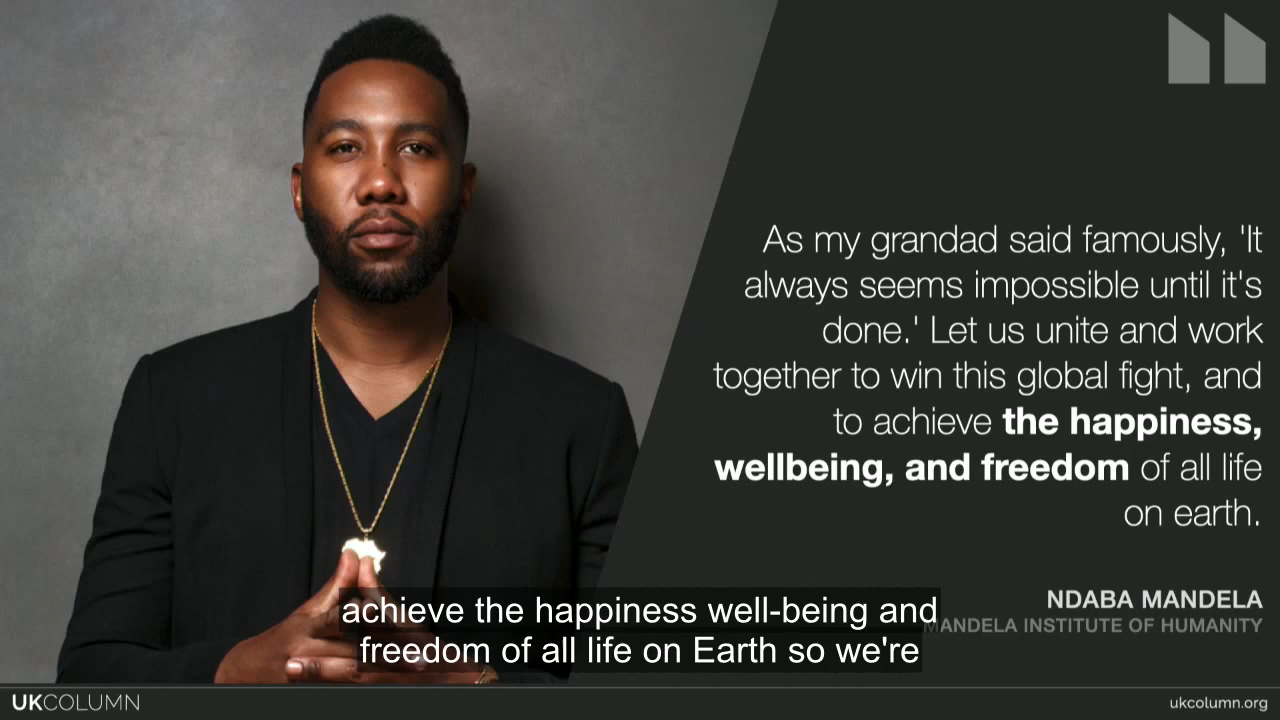 As my grandad said famously, 'It
always seems impossible until it's
done.' Let us unite and work
together to win this global fight, and
to achieve the happiness,
wellbeing, and freedom of all life
on earth.
NDABA MANDELA
MANDELA INSTITUTE OF HUMANITY
achieve the happiness well-being and
freedom of all life on Earth so we're
UKCOLUMN
ukcolumn.org